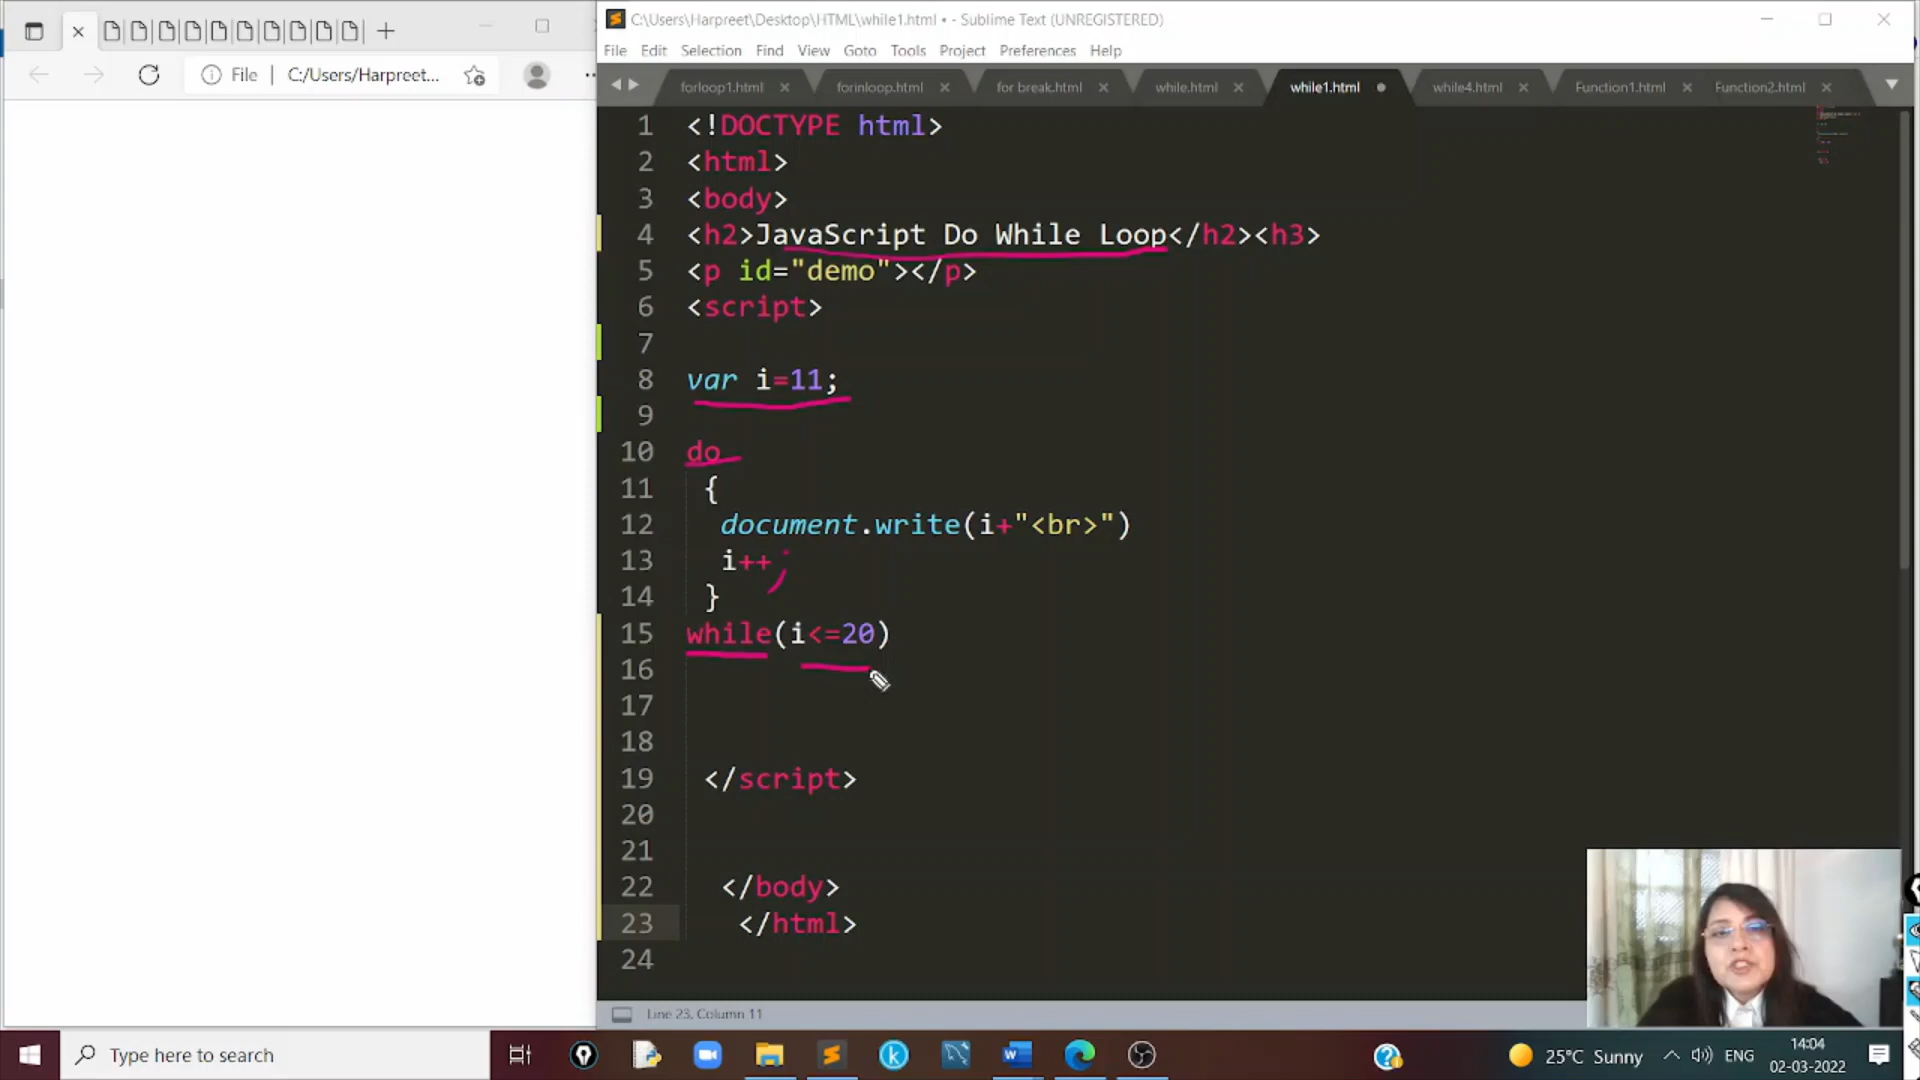 File C:/Users/Harpreet...
C:\Users\Harpreet\Desktop\HTML\while1.html • - Sublime Text (UNREGISTERED)
File Edit Selection Find View Goto Tools Project Preferences Help
forloop1.html forinloop.html for break.html while.html while1.html while4.html Function1.html Function2.html
1 <!DOCTYPE html>
2 <html>
3 <body>
4 <h2>JavaScript Do While Loop</h2><h3>
5 <p id="demo"></p>
6 <script>
7
8 var i=11;
9
10 do
11 {
12 document.write(i+"<br>")
13 i++;
14 }
15 while(i<=20)
16
17
18
19 </script>
20
21
22 </body>
23 </html>
24
Line 23, Column 11
Type here to search
25°C Sunny
ENG
14:04
02-03-2022